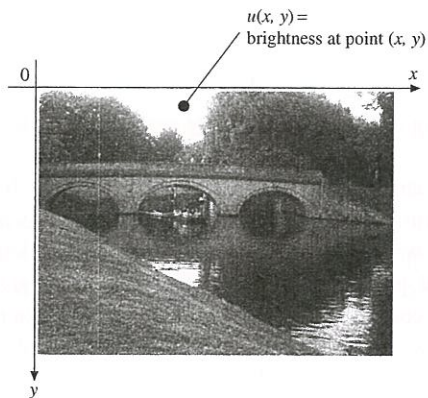 u(x, y) =
brightness at point (x, y)
0
x
y